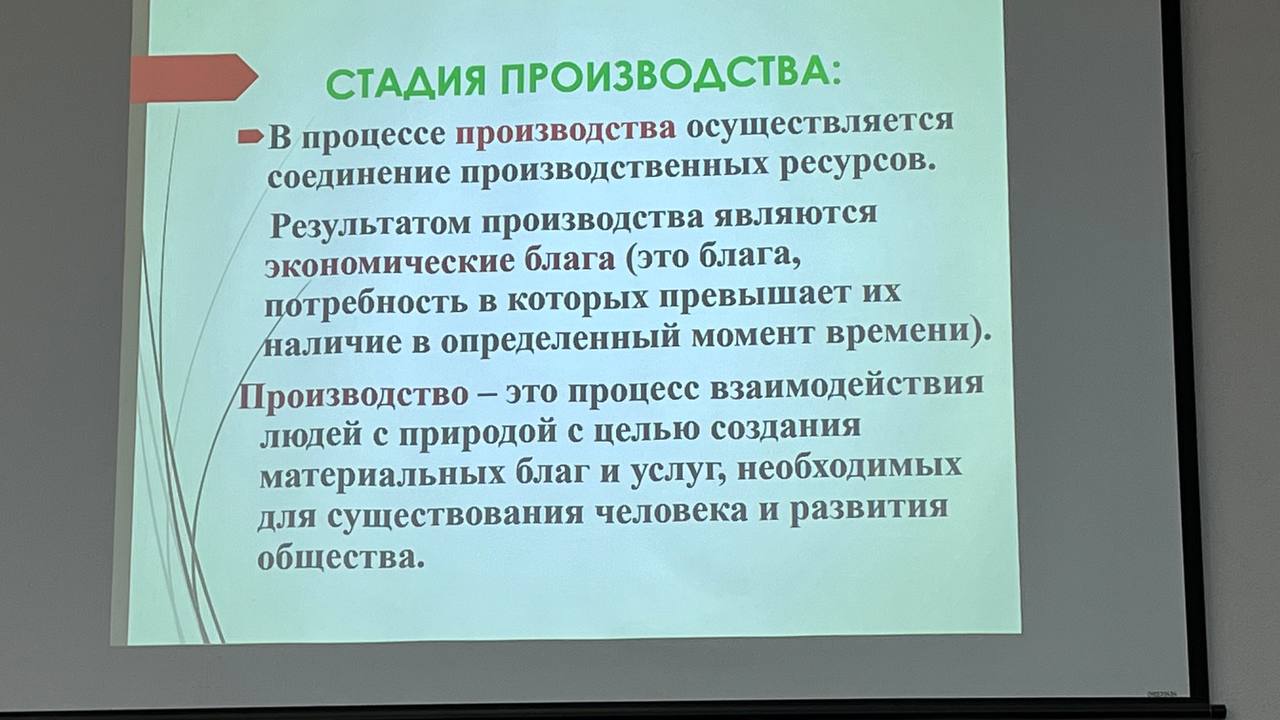 СТАДИЯ ПРОИЗВОДСТВА:
В процессе производства осуществляется
соединение производственных ресурсов.
Результатом производства являются
экономические блага (это блага,
потребность в которых превышает их
наличие в определенный момент времени).
Производство – это процесс взаимодействия
людей с природой с целью создания
материальных благ и услуг, необходимых
для существования человека и развития
общества.